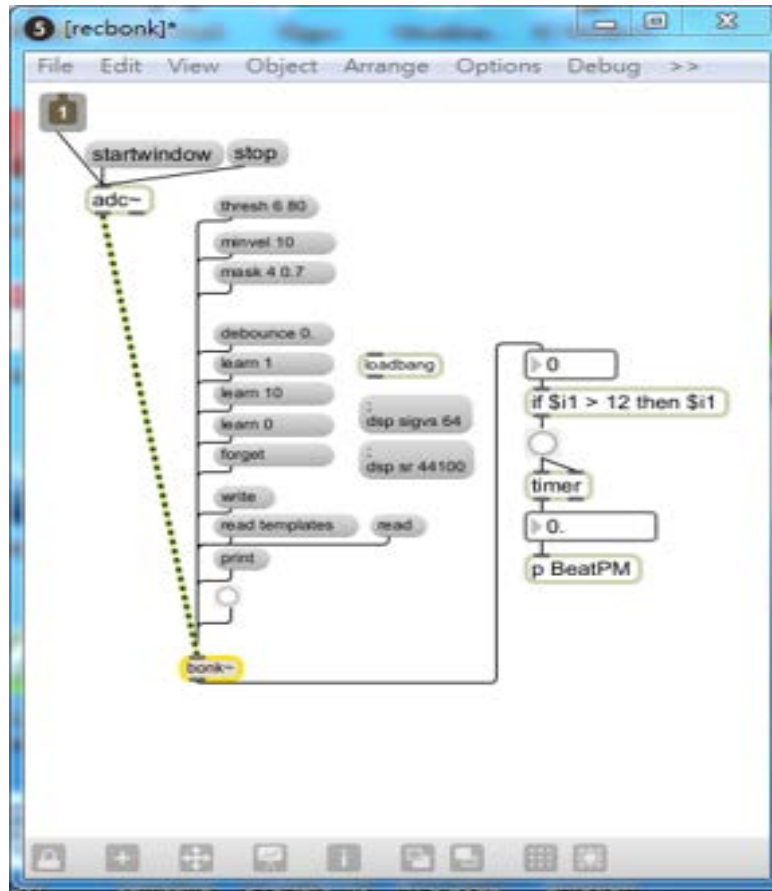 5 [recbonk]*
File Edit View Object Arrange Options Debug >>
1
startwindow stop
adc~
thresh 6 80
minvel 10
mask 4 0.7
debounce 0.
learn 1
learn 10
learn 0
forget
write
read templates read
print
bonk~
loadbang
;
dsp sigvs 64
;
dsp sr 44100
0
if $i1 > 12 then $i1
timer
0.
p BeatPM